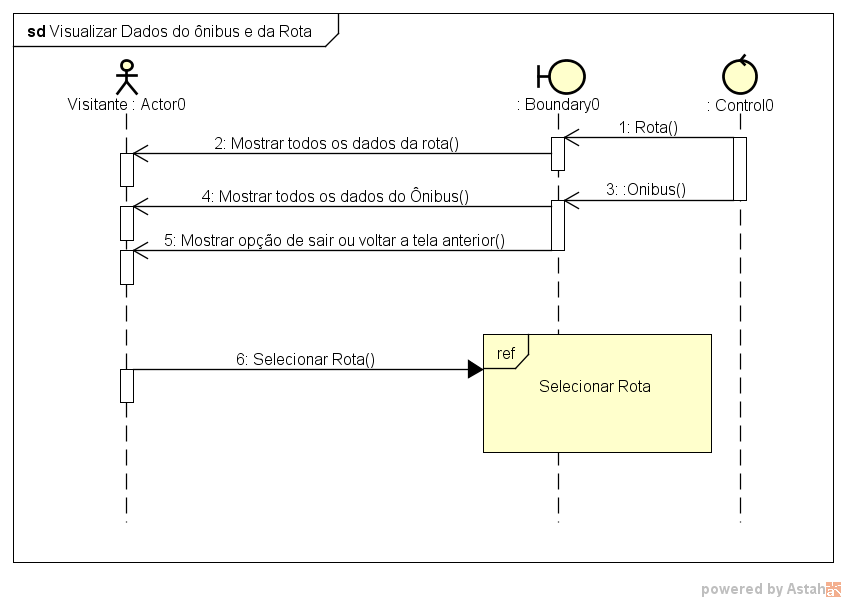 sd Visualizar Dados do ônibus e da Rota
Visitante : Actor0
: Boundary0
: Control0
1: Rota()
2: Mostrar todos os dados da rota()
3: :Onibus()
4: Mostrar todos os dados do Ônibus()
5: Mostrar opção de sair ou voltar a tela anterior()
ref
6: Selecionar Rota()
Selecionar Rota
powered by Astah